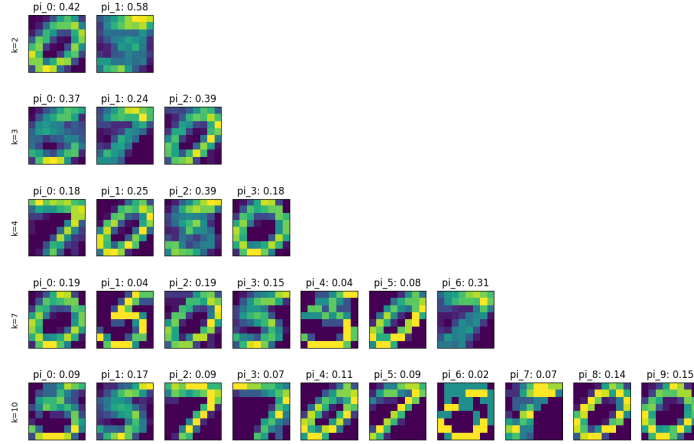 pi_0: 0.42 pi_1: 0.58
k=2
pi_0: 0.37 pi_1: 0.24 pi_2: 0.39
k=3
pi_0: 0.18 pi_1: 0.25 pi_2: 0.39 pi_3: 0.18
k=4
pi_0: 0.19 pi_1: 0.04 pi_2: 0.19 pi_3: 0.15 pi_4: 0.04 pi_5: 0.08 pi_6: 0.31
k=7
pi_0: 0.09 pi_1: 0.17 pi_2: 0.09 pi_3: 0.07 pi_4: 0.11 pi_5: 0.09 pi_6: 0.02 pi_7: 0.07 pi_8: 0.14 pi_9: 0.15
k=10